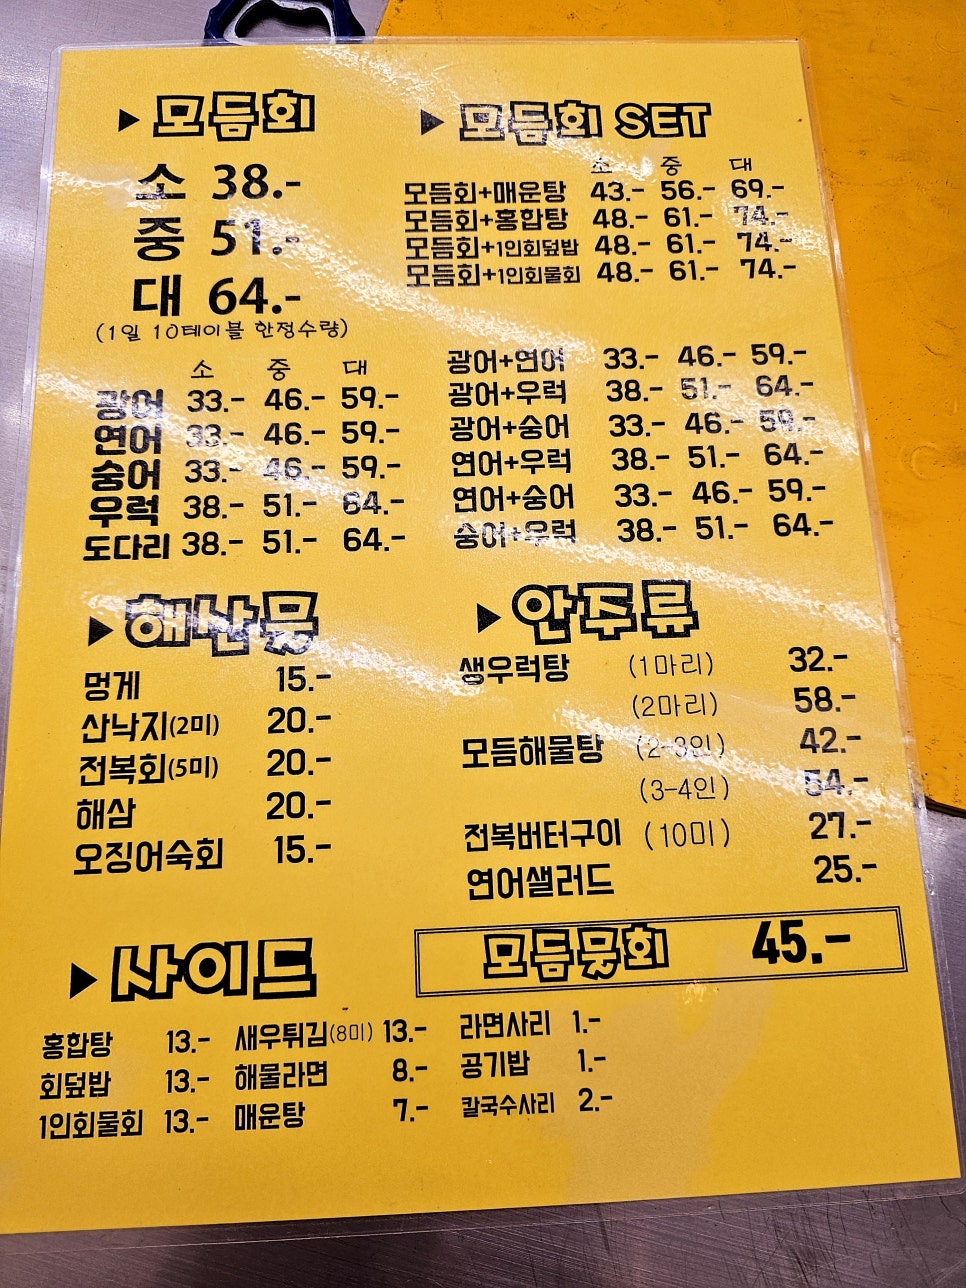 ▶ 모듬회
소 38.-
중 51.-
대 64.-
(1일 10테이블 한정수량)
소 중 대
광어 33.- 46.- 59.-
연어 33.- 46.- 59.-
숭어 33.- 46.- 59.-
우럭 38.- 51.- 64.-
도다리 38.- 51.- 64.-
▶ 모듬회 SET
소 중 대
모듬회+매운탕 43.- 56.- 69.-
모듬회+홍합탕 48.- 61.- 74.-
모듬회+1인회덮밥 48.- 61.- 74.-
모듬회+1인회물회 48.- 61.- 74.-
광어+연어 33.- 46.- 59.-
광어+우럭 38.- 51.- 64.-
광어+숭어 33.- 46.- 59.-
연어+우럭 38.- 51.- 64.-
연어+숭어 33.- 46.- 59.-
숭어+우럭 38.- 51.- 64.-
▶ 해산물
멍게 15.-
산낙지(2미) 20.-
전복회(5미) 20.-
해삼 20.-
오징어숙회 15.-
▶ 안주류
생우럭탕 (1마리) 32.-
(2마리) 58.-
모듬해물탕 (2-3인) 42.-
(3-4인) 54.-
전복버터구이 (10미) 27.-
연어샐러드 25.-
모듬물회 45.-
▶ 사이드
홍합탕 13.- 새우튀김(8미) 13.- 라면사리 1.-
회덮밥 13.- 해물라면 8.- 공기밥 1.-
1인회물회 13.- 매운탕 7.- 칼국수사리 2.-